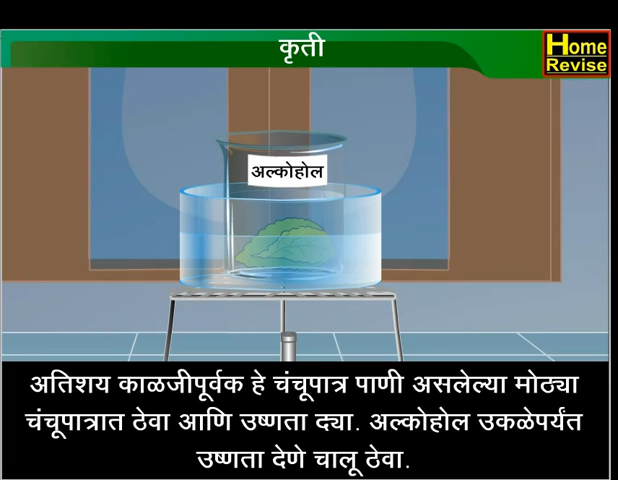 कृती
Home
Revise
अल्कोहोल
अतिशय काळजीपूर्वक हे चंचूपात्र पाणी असलेल्या मोठ्या
चंचूपात्रात ठेवा आणि उष्णता द्या. अल्कोहोल उकळेपर्यंत
उष्णता देणे चालू ठेवा.